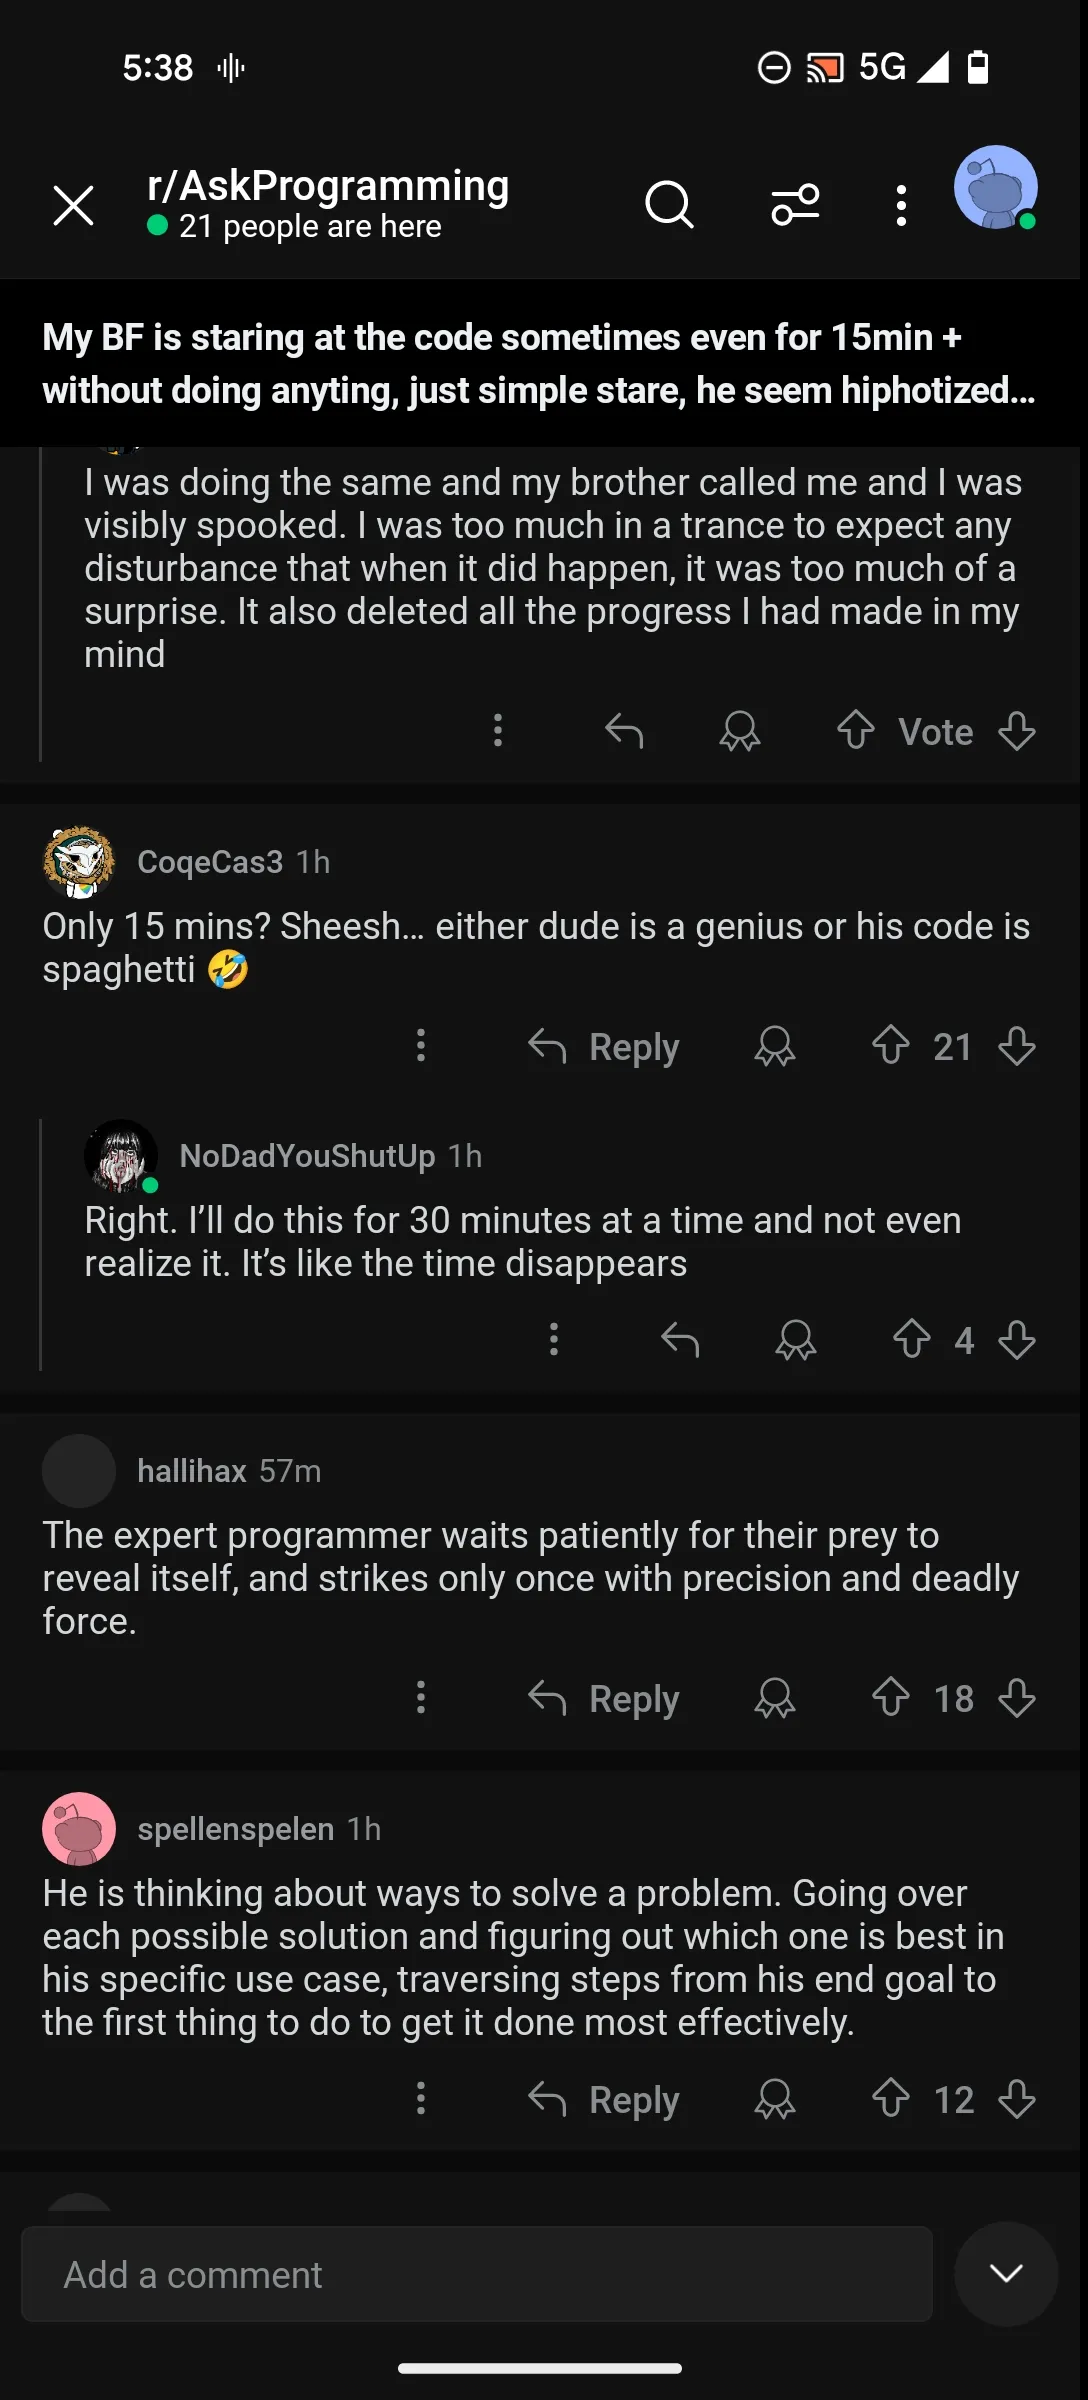 5:38
5G
r/AskProgramming
21 people are here
My BF is staring at the code sometimes even for 15min +
without doing anyting, just simple stare, he seem hiphotized...
I was doing the same and my brother called me and I was
visibly spooked. I was too much in a trance to expect any
disturbance that when it did happen, it was too much of a
surprise. It also deleted all the progress I had made in my
mind
Vote
CoqeCas3 1h
Only 15 mins? Sheesh... either dude is a genius or his code is
spaghetti 🤣
Reply 21
NoDadYouShutUp 1h
Right. I’ll do this for 30 minutes at a time and not even
realize it. It’s like the time disappears
4
hallihax 57m
The expert programmer waits patiently for their prey to
reveal itself, and strikes only once with precision and deadly
force.
Reply 18
spellenspelen 1h
He is thinking about ways to solve a problem. Going over
each possible solution and figuring out which one is best in
his specific use case, traversing steps from his end goal to
the first thing to do to get it done most effectively.
Reply 12
Add a comment